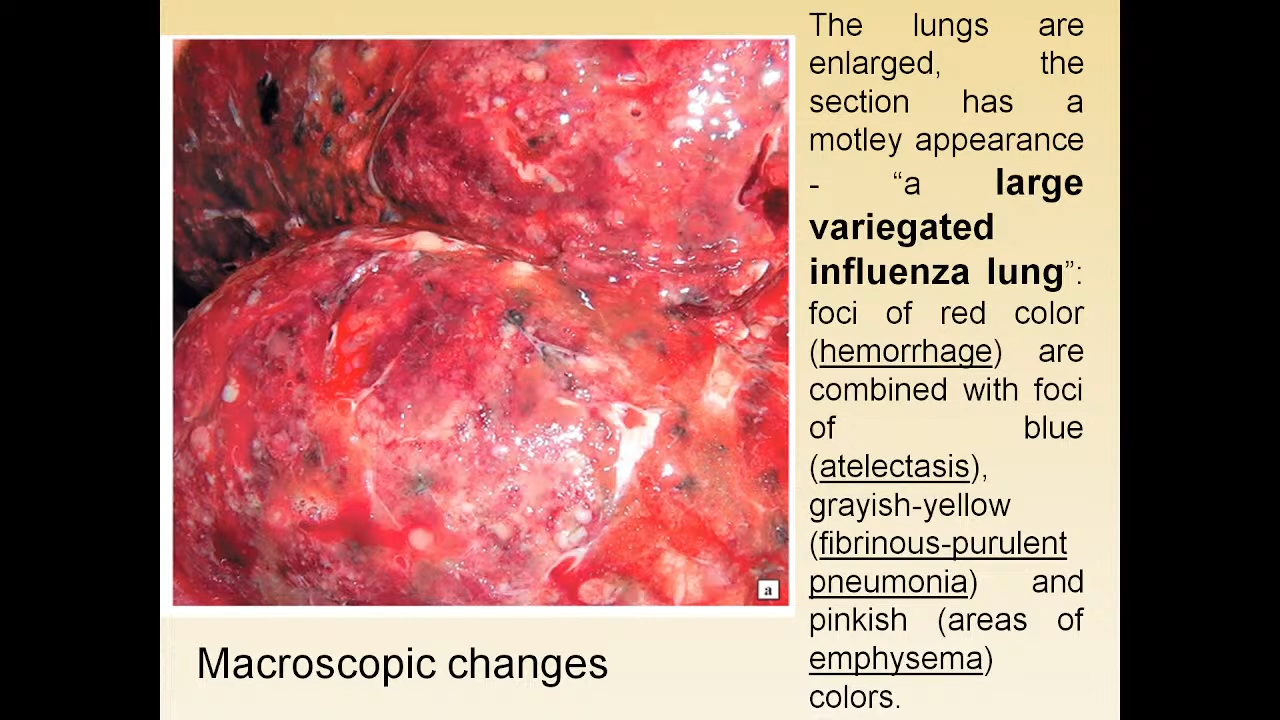 The lungs are
enlarged, the
section has a
motley appearance
- “a large
variegated
influenza lung”:
foci of red color
(hemorrhage) are
combined with foci
of blue
(atelectasis),
grayish-yellow
(fibrinous-purulent
pneumonia) and
pinkish (areas of
emphysema)
colors.
a
Macroscopic changes